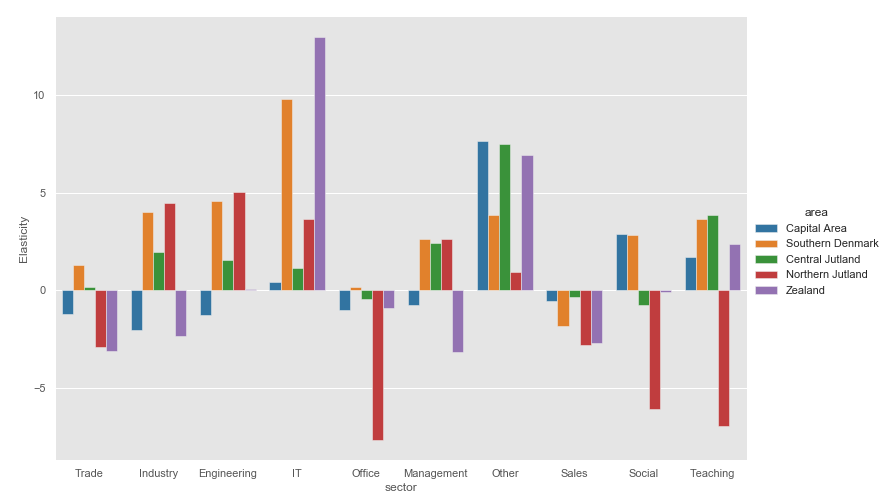 10
5
0
−5
Elasticity
Trade Industry Engineering IT Office Management Other Sales Social Teaching
sector
area
Capital Area
Southern Denmark
Central Jutland
Northern Jutland
Zealand